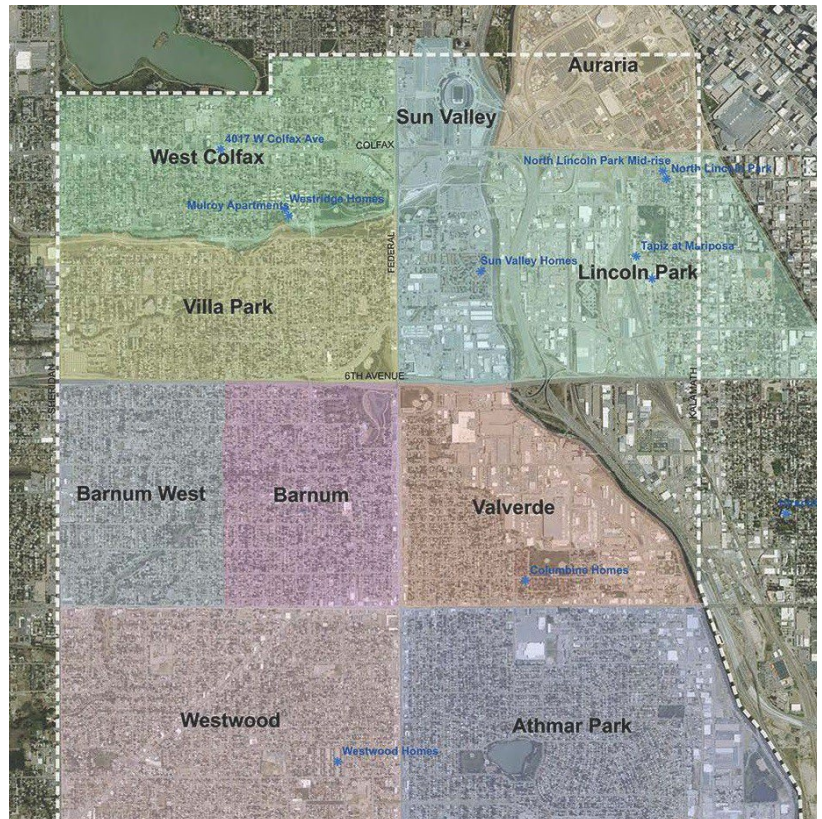 Auraria
Sun Valley
4017 W Colfax Ave
COLFAX
West Colfax
North Lincoln Park Mid-rise
North Lincoln Park
Mulroy Apartments
Westridge Homes
FEDERAL
Tapiz at Mariposa
Sun Valley Homes
Lincoln Park
Villa Park
6TH AVENUE
SHERIDAN
KALAMATH
Barnum West
Barnum
Valverde
Columbine Homes
Westwood
Athmar Park
Westwood Homes